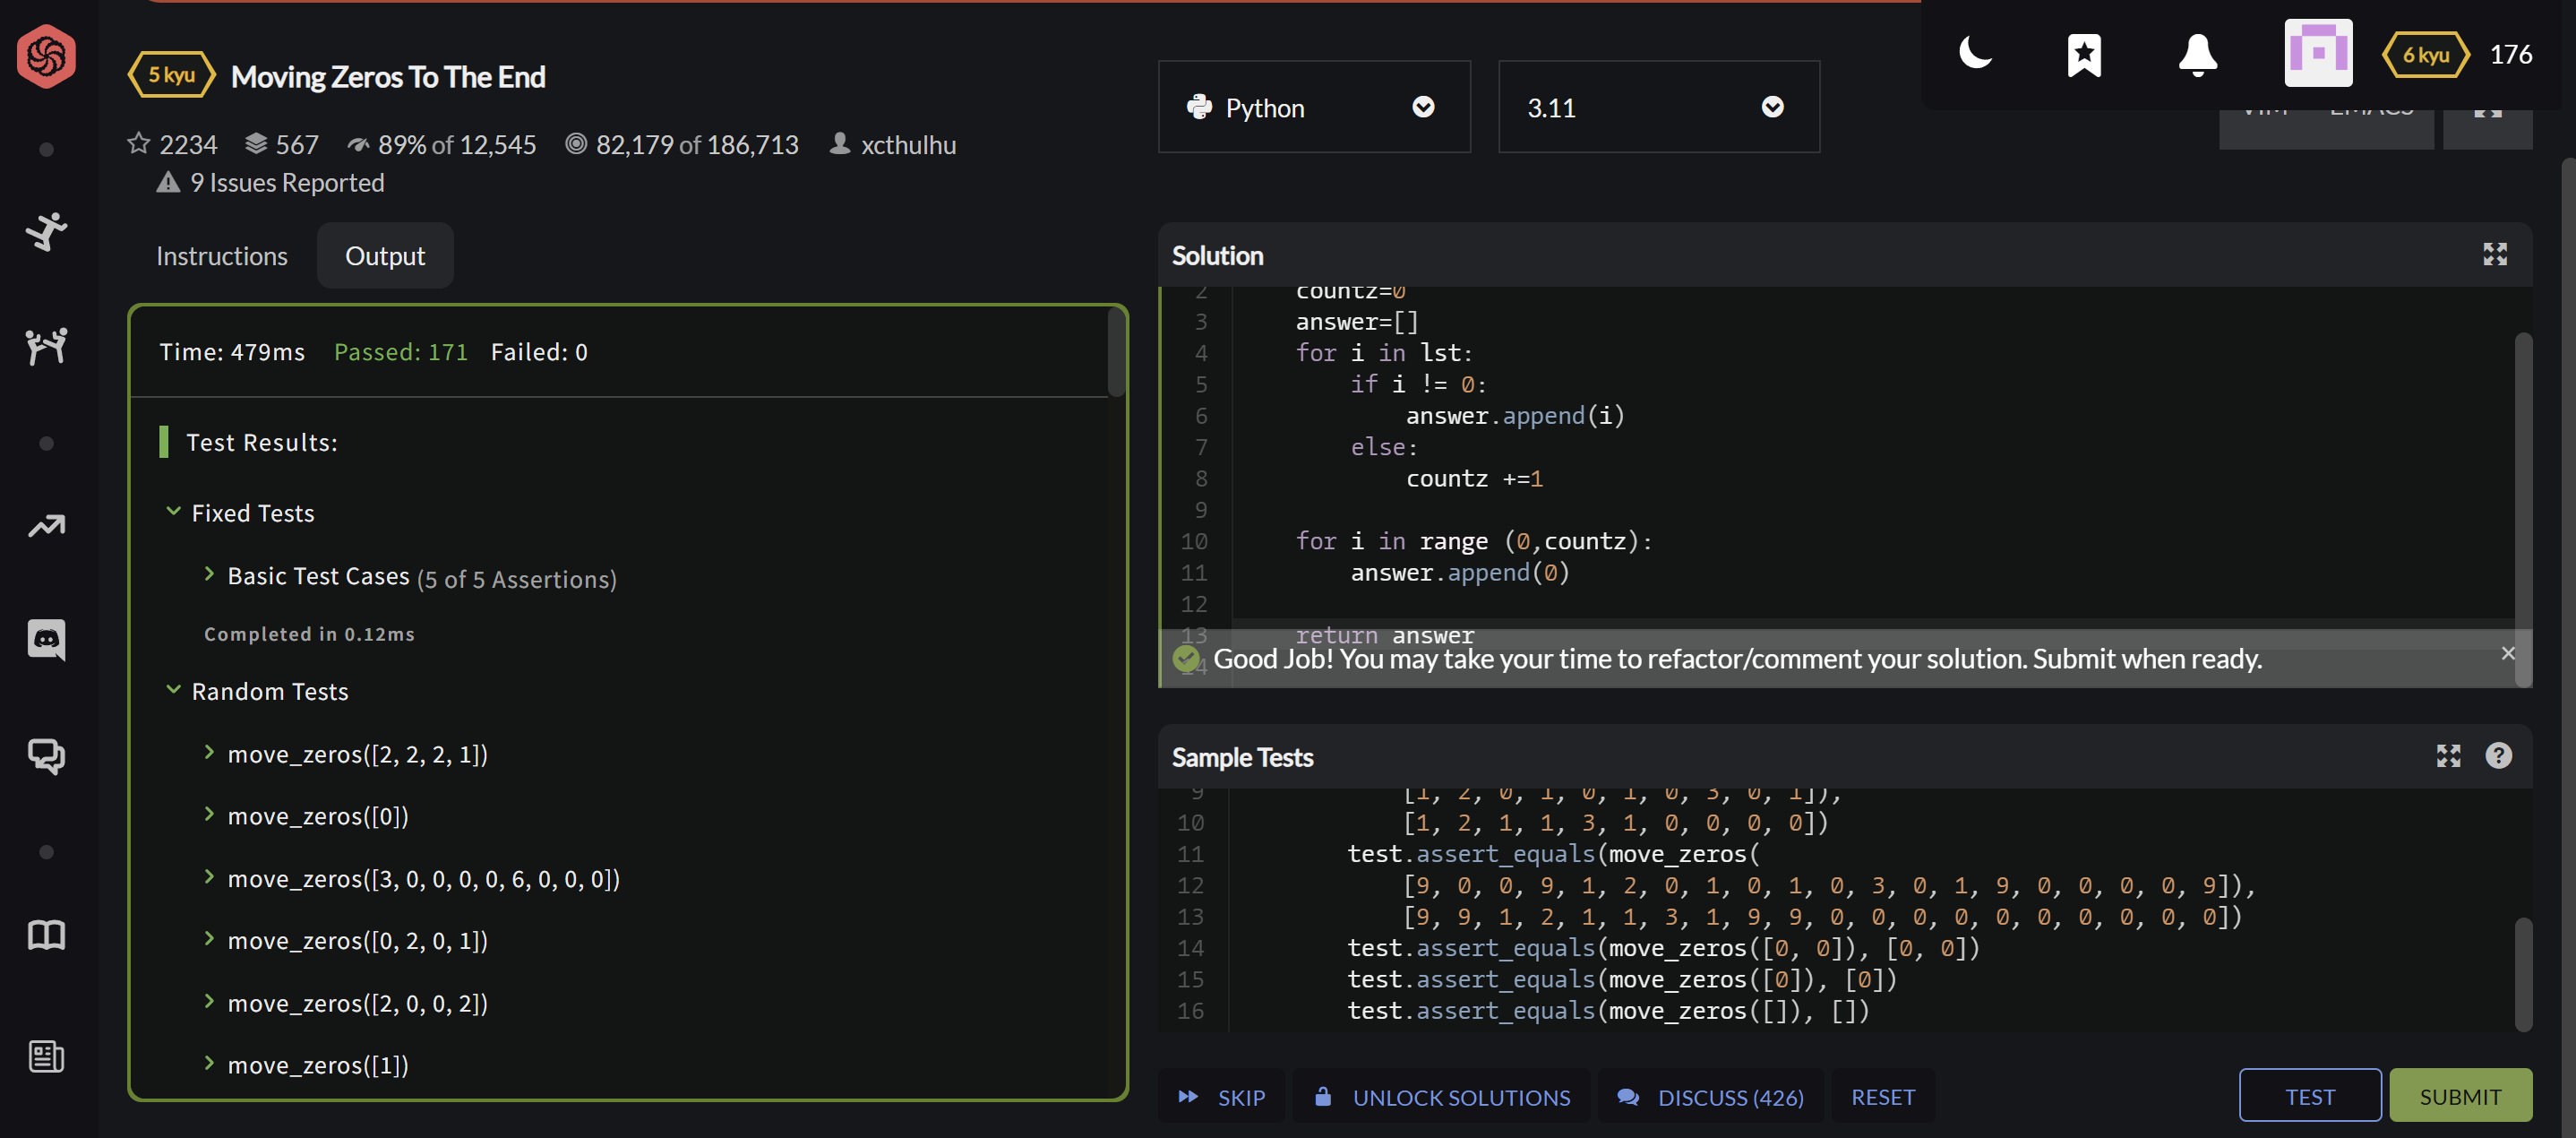 5 kyu Moving Zeros To The End
2234 567 89% of 12,545 82,179 of 186,713 xcthulhu
9 Issues Reported
Instructions Output
Time: 479ms Passed: 171 Failed: 0
Test Results:
Fixed Tests
Basic Test Cases (5 of 5 Assertions)
Completed in 0.12ms
Random Tests
move_zeros([2, 2, 2, 1])
move_zeros([0])
move_zeros([3, 0, 0, 0, 0, 6, 0, 0, 0])
move_zeros([0, 2, 0, 1])
move_zeros([2, 0, 0, 2])
move_zeros([1])
Python 3.11
6 kyu 176
VIM EMACS
Solution
2 countz=0
3 answer=[]
4 for i in lst:
5 if i != 0:
6 answer.append(i)
7 else:
8 countz +=1
9
10 for i in range (0,countz):
11 answer.append(0)
12
13 return answer
14
Good Job! You may take your time to refactor/comment your solution. Submit when ready.
Sample Tests
9 [1, 2, 0, 1, 0, 1, 0, 3, 0, 1]),
10 [1, 2, 1, 1, 3, 1, 0, 0, 0, 0])
11 test.assert_equals(move_zeros(
12 [9, 0, 0, 9, 1, 2, 0, 1, 0, 1, 0, 3, 0, 1, 9, 0, 0, 0, 0, 9]),
13 [9, 9, 1, 2, 1, 1, 3, 1, 9, 9, 0, 0, 0, 0, 0, 0, 0, 0, 0, 0])
14 test.assert_equals(move_zeros([0, 0]), [0, 0])
15 test.assert_equals(move_zeros([0]), [0])
16 test.assert_equals(move_zeros([]), [])
SKIP UNLOCK SOLUTIONS DISCUSS (426) RESET TEST SUBMIT